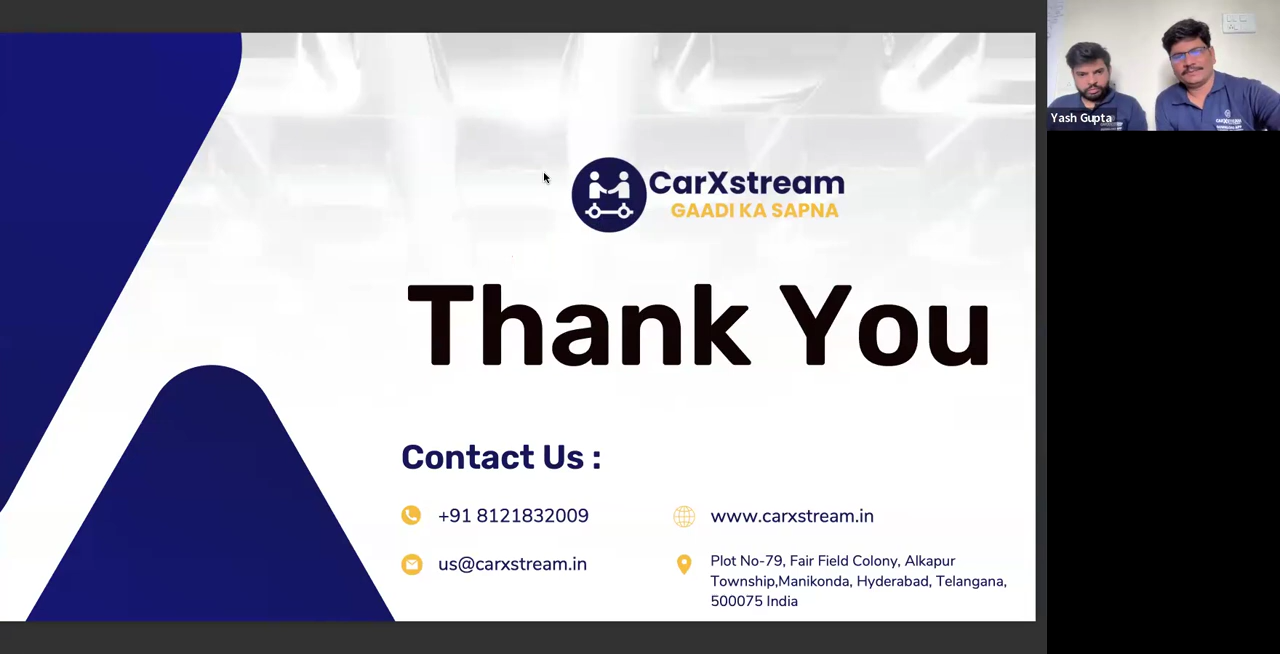 CarXstream
GAADI KA SAPNA
Thank You
Contact Us :
+91 8121832009
us@carxstream.in
www.carxstream.in
Plot No-79, Fair Field Colony, Alkapur
Township,Manikonda, Hyderabad, Telangana,
500075 India
Yash Gupta